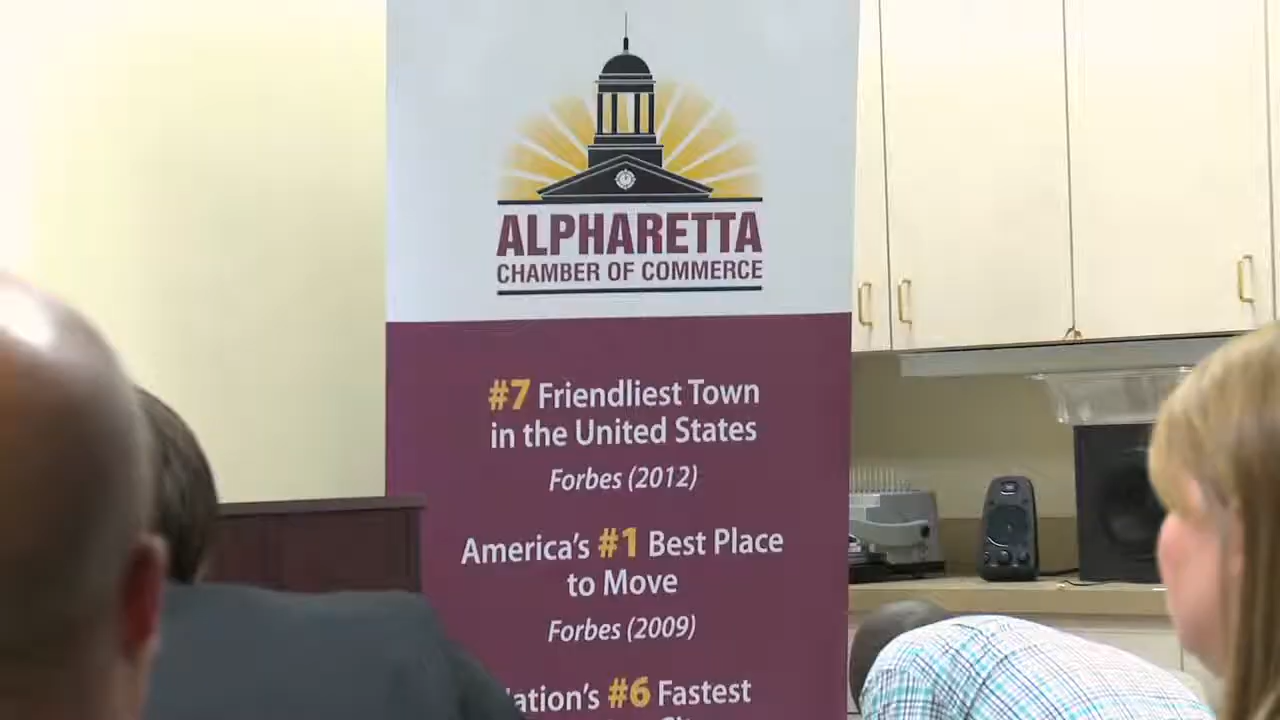 ALPHARETTA
CHAMBER OF COMMERCE
#7 Friendliest Town
in the United States
Forbes (2012)
America's #1 Best Place
to Move
Forbes (2009)
#6 Fastest